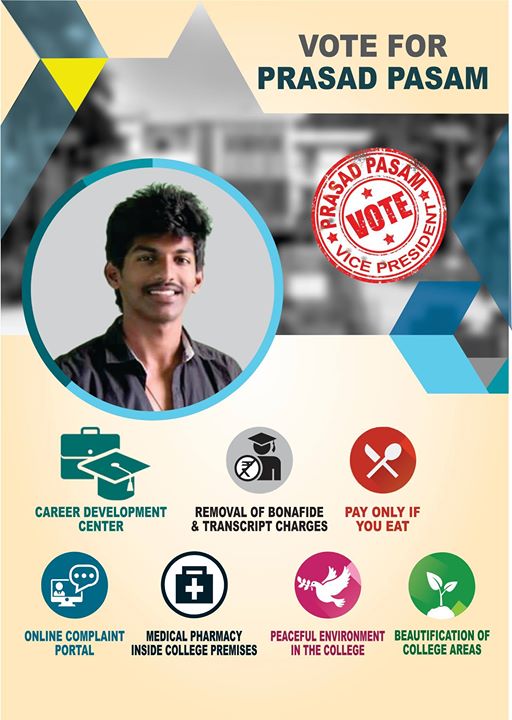 VOTE FOR
PRASAD PASAM
PRASAD PASAM
VOTE
VICE PRESIDENT
CAREER DEVELOPMENT
CENTER
REMOVAL OF BONAFIDE
& TRANSCRIPT CHARGES
PAY ONLY IF
YOU EAT
ONLINE COMPLAINT
PORTAL
MEDICAL PHARMACY
INSIDE COLLEGE PREMISES
PEACEFUL ENVIRONMENT
IN THE COLLEGE
BEAUTIFICATION OF
COLLEGE AREAS